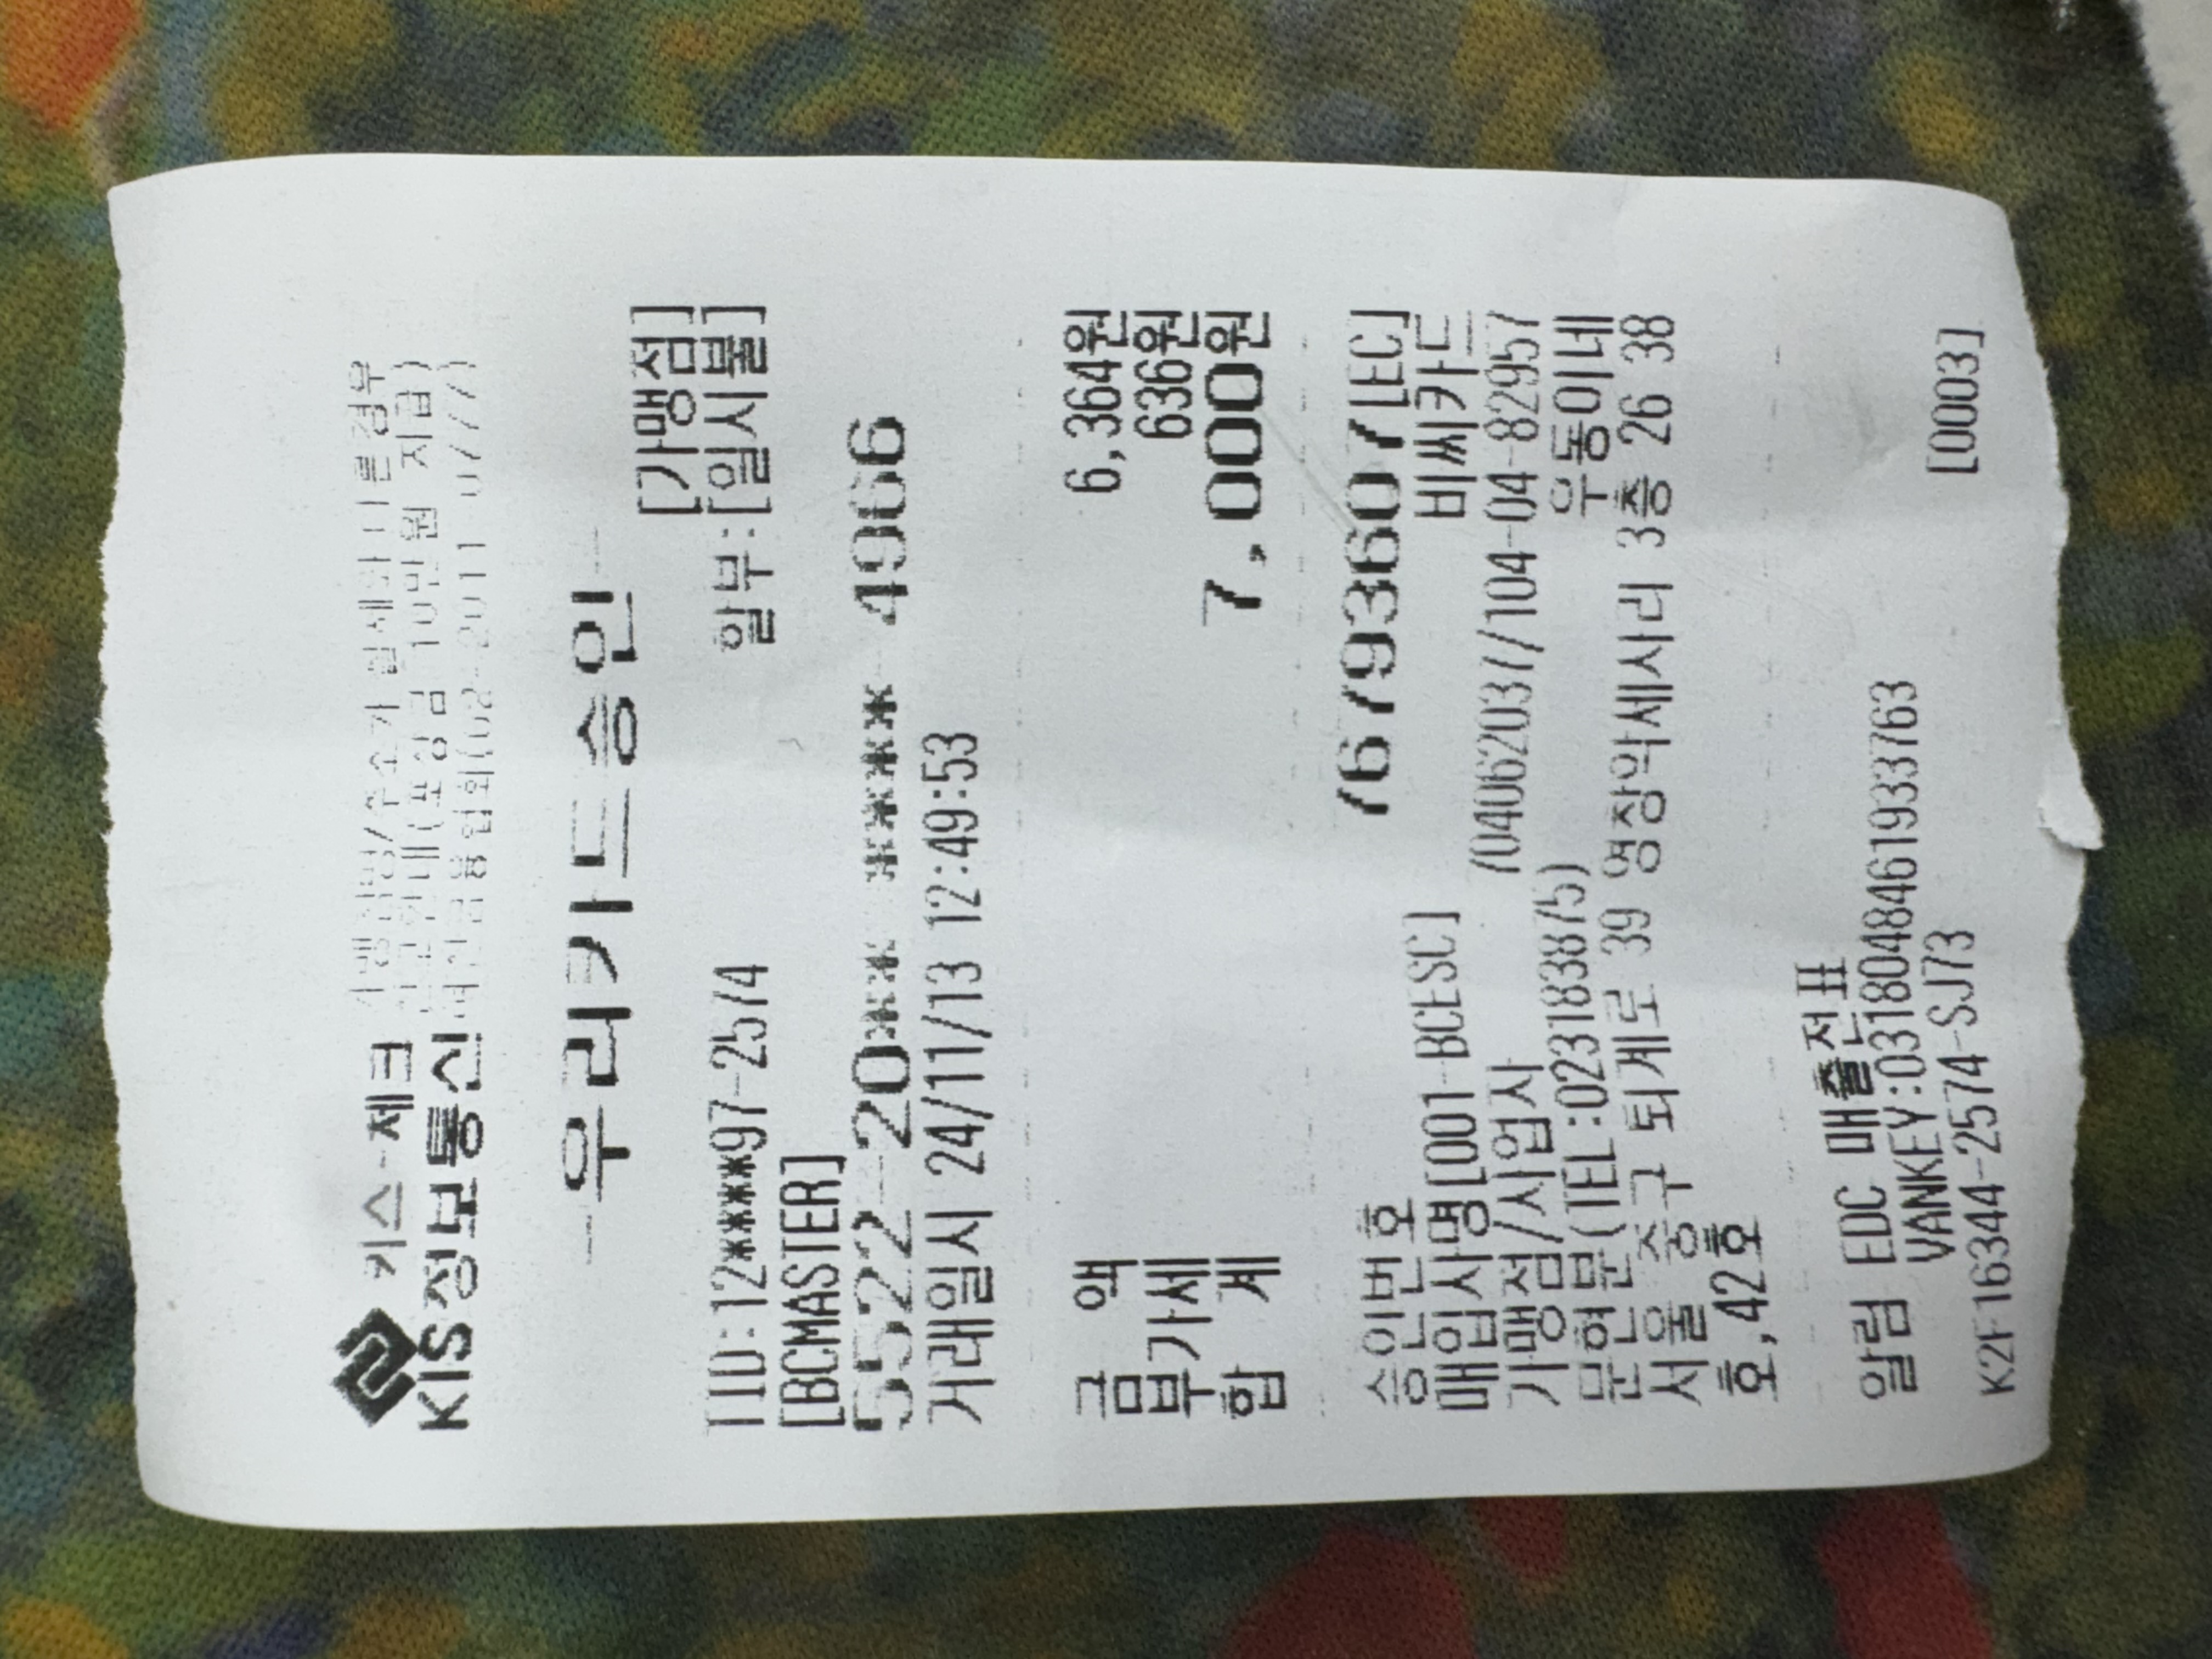 키스-체크 가맹점명/주소가 실제와 다른경우
신고안내(포상금 10만원 지급)
KIS정보통신 여신금융협회(02-2011-0777)
-우리카드승인-
[가맹점]
TID:12****97-2574 할부:[일시불]
[BCMASTER]
5522-20** **** 4966
거래일시 24/11/13 12:49:53
금 액 6,364원
부가세 636원
합 계 7,000원
승인번호 76793607[EC]
매입사명[001-BCESC] 비씨카드
가맹점/사업자 704062037/104-04-82957
문현문(TEL:023183875) 우동이네
서울 중구 퇴계로 39 영창악세사리 3층 26 38
호,42호
알림 EDC 매출전표
VANKEY:0318048461933763
K2F16344-2574-SJ73 [0003]